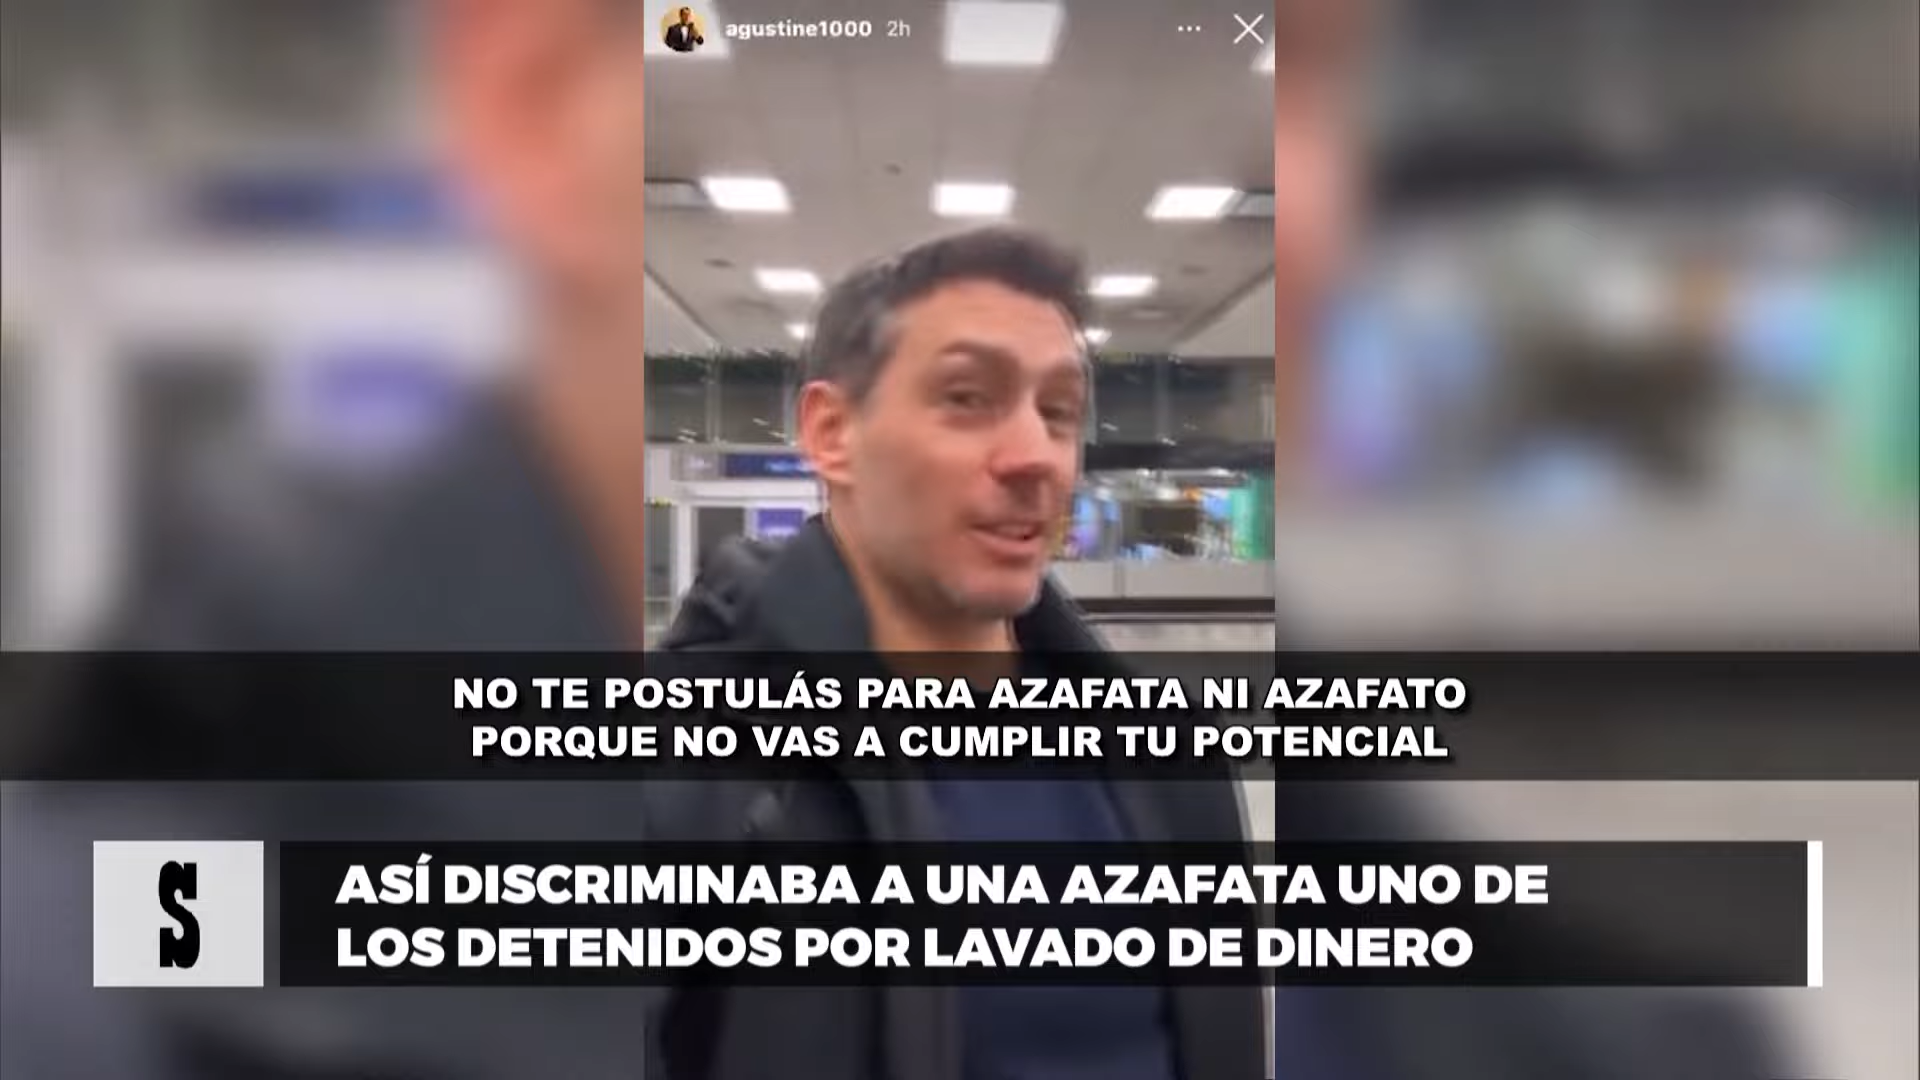 agustine1000 2h
NO TE POSTULÁS PARA AZAFATA NI AZAFATO
PORQUE NO VAS A CUMPLIR TU POTENCIAL
S
ASÍ DISCRIMINABA A UNA AZAFATA UNO DE
LOS DETENIDOS POR LAVADO DE DINERO